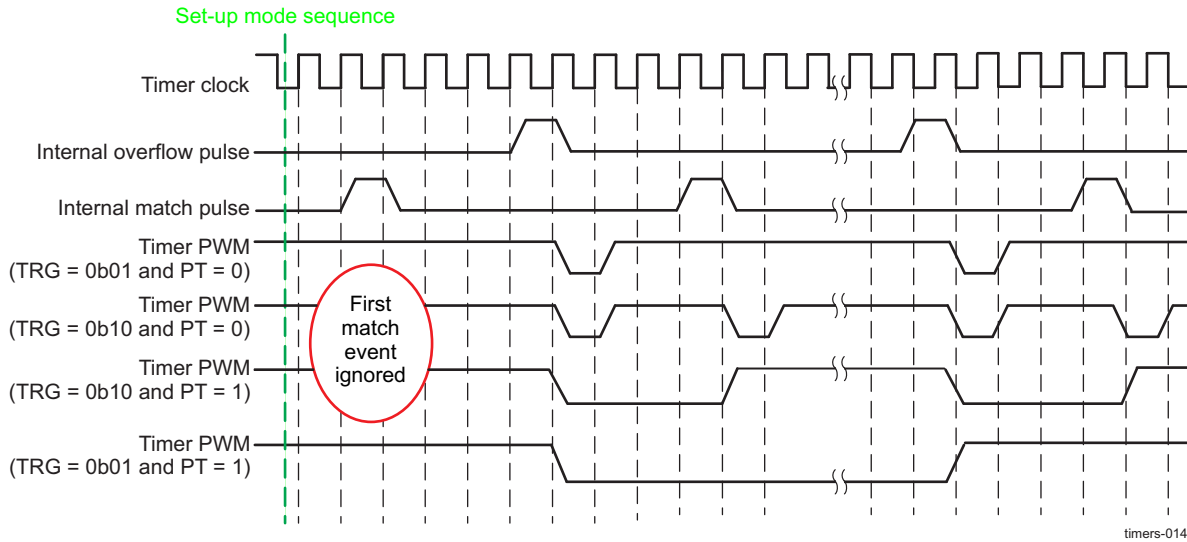 Set-up mode sequence
Timer clock
Internal overflow pulse
Internal match pulse
Timer PWM
(TRG = 0b01 and PT = 0)
Timer PWM
(TRG = 0b10 and PT = 0)
Timer PWM
(TRG = 0b10 and PT = 1)
Timer PWM
(TRG = 0b01 and PT = 1)
First
match
event
ignored
timers-014